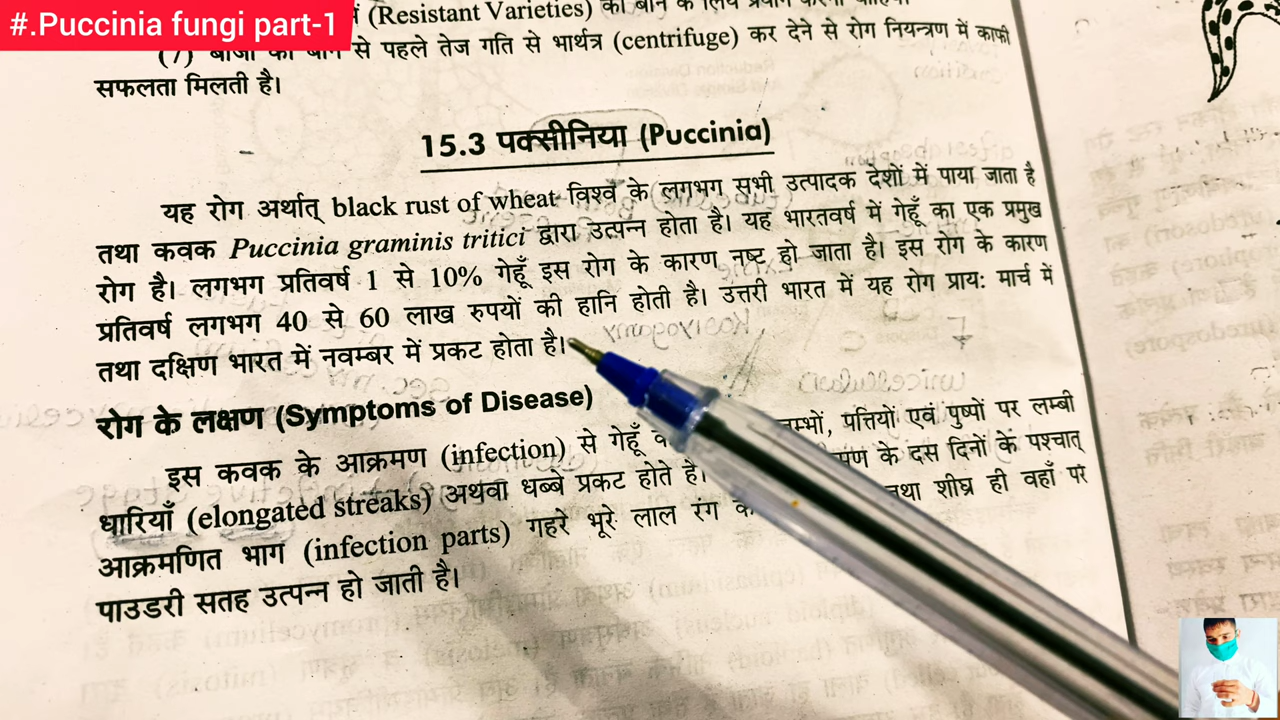 #.Puccinia fungi part-1
(Resistant Varieties) को बोने के लिये प्रयोग करना चाहिये
(7) बीजों को बोने से पहले तेज गति से भार्थत्र (centrifuge) कर देने से रोग नियन्त्रण में काफी
सफलता मिलती है।
15.3 पक्सीनिया (Puccinia)
यह रोग अर्थात् black rust of wheat विश्व के लगभग सभी उत्पादक देशों में पाया जाता है
तथा कवक Puccinia graminis tritici द्वारा उत्पन्न होता है। यह भारतवर्ष में गेहूँ का एक प्रमुख
रोग है। लगभग प्रतिवर्ष 1 से 10% गेहूँ इस रोग के कारण नष्ट हो जाता है। इस रोग के कारण
प्रतिवर्ष लगभग 40 से 60 लाख रुपयों की हानि होती है। उत्तरी भारत में यह रोग प्राय: मार्च में
तथा दक्षिण भारत में नवम्बर में प्रकट होता है।
रोग के लक्षण (Symptoms of Disease)
इस कवक के आक्रमण (infection) से गेहूँ पत्तियों एवं पुष्पों पर लम्बी
धारियाँ (elongated streaks) अथवा धब्बे प्रकट होते है। के दस दिनों के पश्चात्
आक्रमणित भाग (infection parts) गहरे भूरे लाल रंग तथा शीघ्र ही वहाँ पर
पाउडरी सतह उत्पन्न हो जाती है।